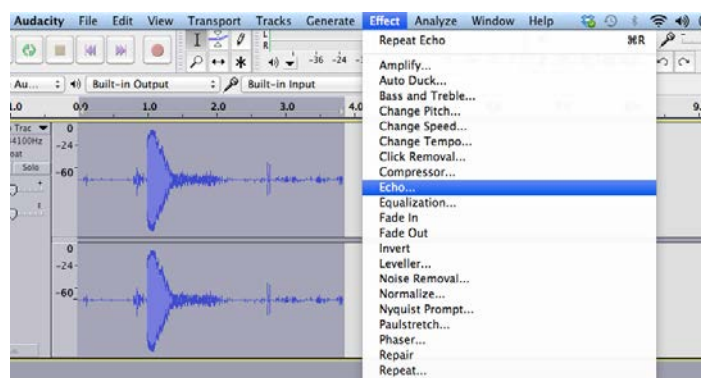 Audacity File Edit View Transport Tracks Generate Effect Analyze Window Help
L
R
-36 -24
Au... Built-in Output Built-in Input
1.0 0.0 1.0 2.0 3.0 4.0 9.
Trac
44100Hz
oat
Solo
0
-24
-60
0
-24
-60
Repeat Echo ⌘R
Amplify...
Auto Duck...
Bass and Treble...
Change Pitch...
Change Speed...
Change Tempo...
Click Removal...
Compressor...
Echo...
Equalization...
Fade In
Fade Out
Invert
Leveller...
Noise Removal...
Normalize...
Nyquist Prompt...
Paulstretch...
Phaser...
Repair
Repeat...